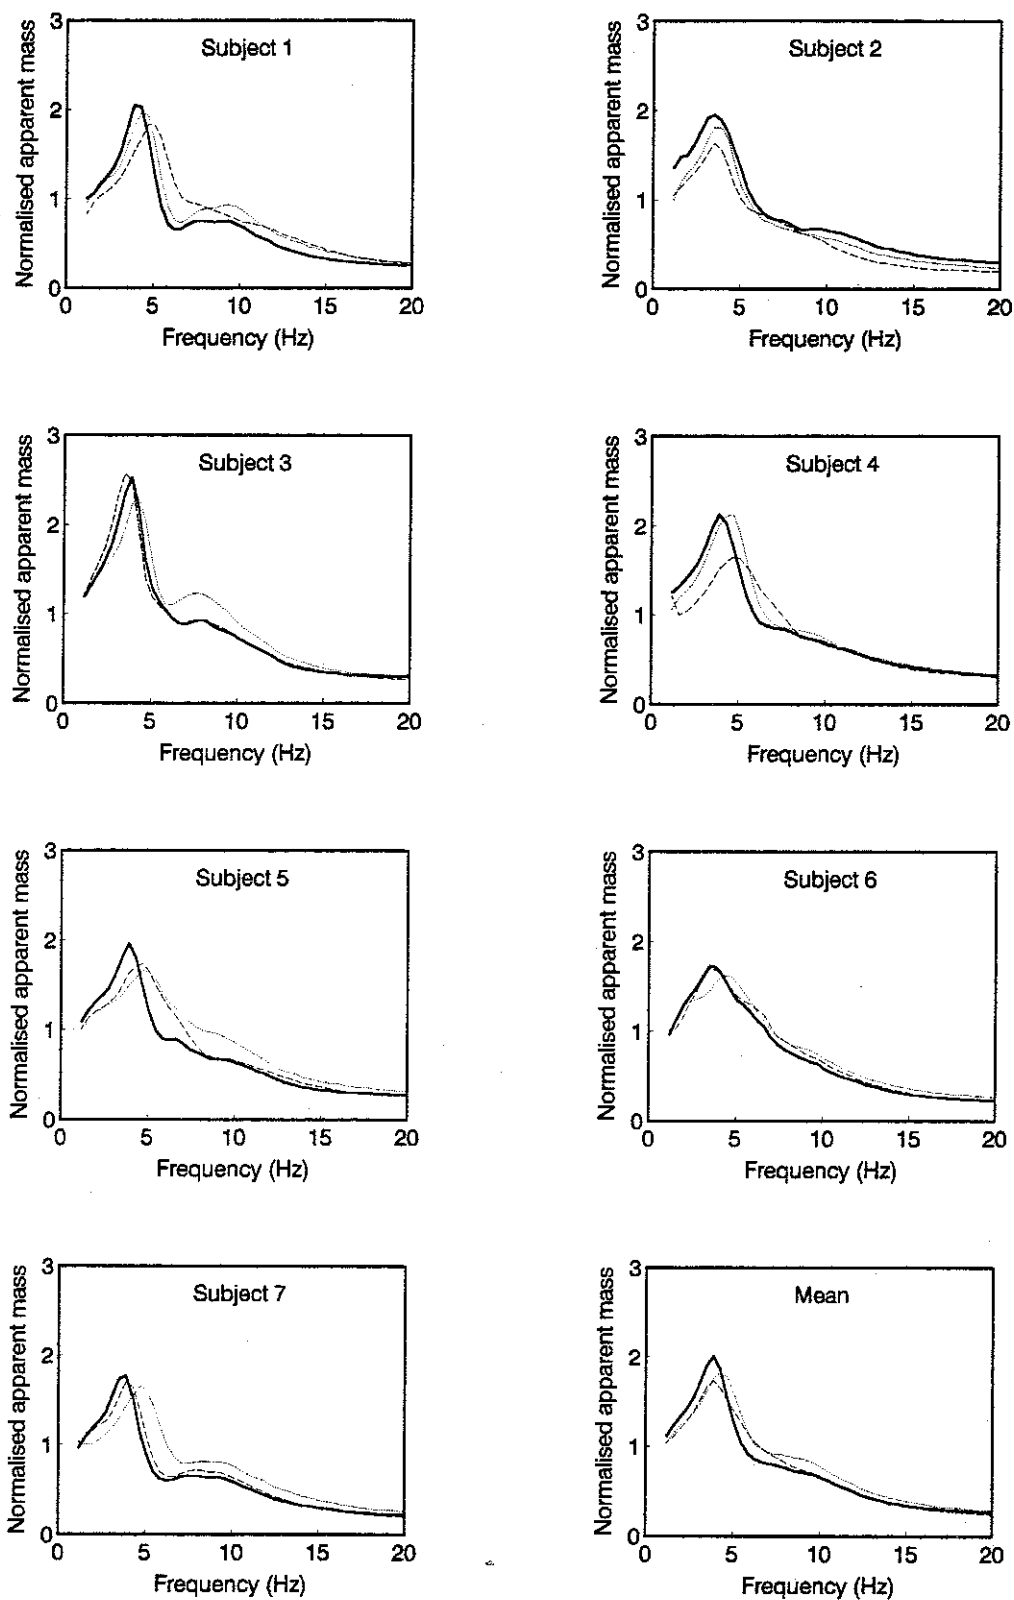 Normalised apparent mass
3
2
1
0
Subject 1
0 5 10 15 20
Frequency (Hz)
Normalised apparent mass
3
2
1
0
Subject 2
0 5 10 15 20
Frequency (Hz)
Normalised apparent mass
3
2
1
0
Subject 3
0 5 10 15 20
Frequency (Hz)
Normalised apparent mass
3
2
1
0
Subject 4
0 5 10 15 20
Frequency (Hz)
Normalised apparent mass
3
2
1
0
Subject 5
0 5 10 15 20
Frequency (Hz)
Normalised apparent mass
3
2
1
0
Subject 6
0 5 10 15 20
Frequency (Hz)
Normalised apparent mass
3
2
1
0
Subject 7
0 5 10 15 20
Frequency (Hz)
Normalised apparent mass
3
2
1
0
Mean
0 5 10 15 20
Frequency (Hz)